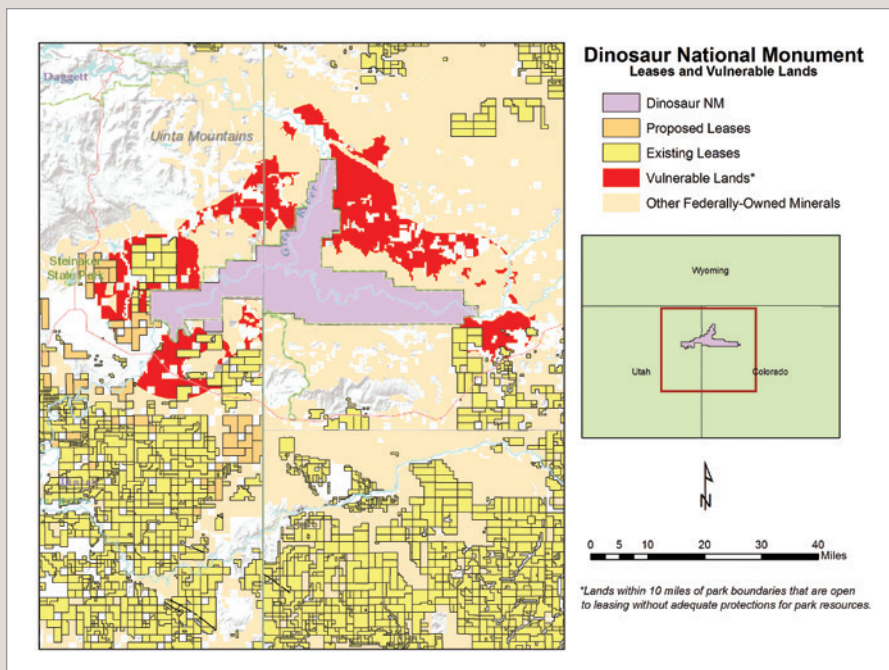 Dinosaur National Monument
Leases and Vulnerable Lands
Dinosaur NM
Proposed Leases
Existing Leases
Vulnerable Lands*
Other Federally-Owned Minerals
Daggett
Uinta Mountains
Green River
Steinaker
State Park
Wyoming
Utah
Colorado
N
0 5 10 20 30 40
Miles
*Lands within 10 miles of park boundaries that are open
to leasing without adequate protections for park resources.